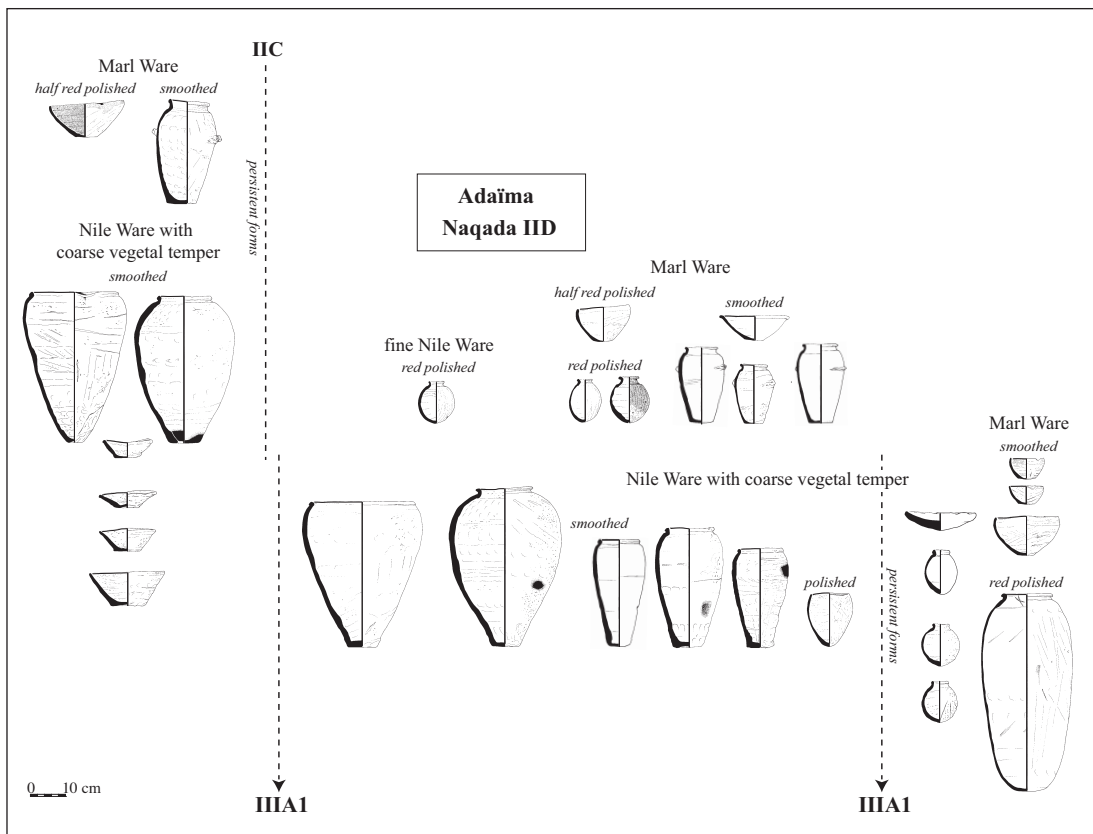 IIC
Marl Ware
half red polished
smoothed
persistent forms
Nile Ware with
coarse vegetal temper
smoothed
Adaïma
Naqada IID
Marl Ware
half red polished
smoothed
fine Nile Ware
red polished
red polished
Nile Ware with coarse vegetal temper
smoothed
polished
persistent forms
Marl Ware
smoothed
red polished
0 10 cm
IIIA1
IIIA1